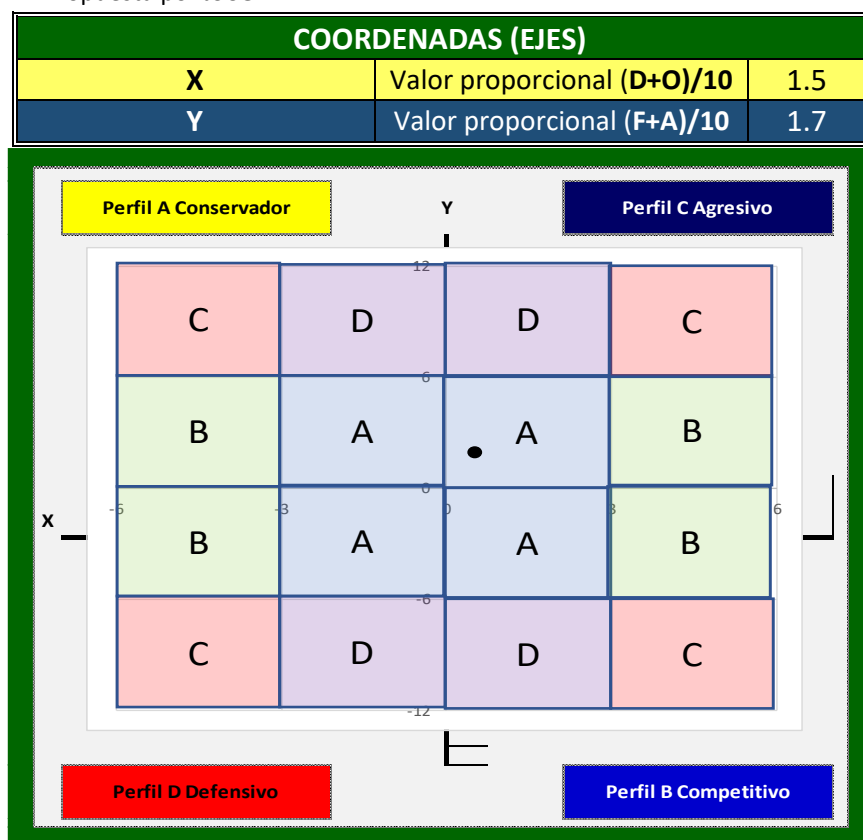 COORDENADAS (EJES)
X Valor proporcional (D+O)/10 1.5
Y Valor proporcional (F+A)/10 1.7
Perfil A Conservador Y Perfil C Agresivo
12
C D D C
6
B A A B
0
X -6 -3 0 3 6
B A A B
-6
C D D C
-12
Perfil D Defensivo Perfil B Competitivo